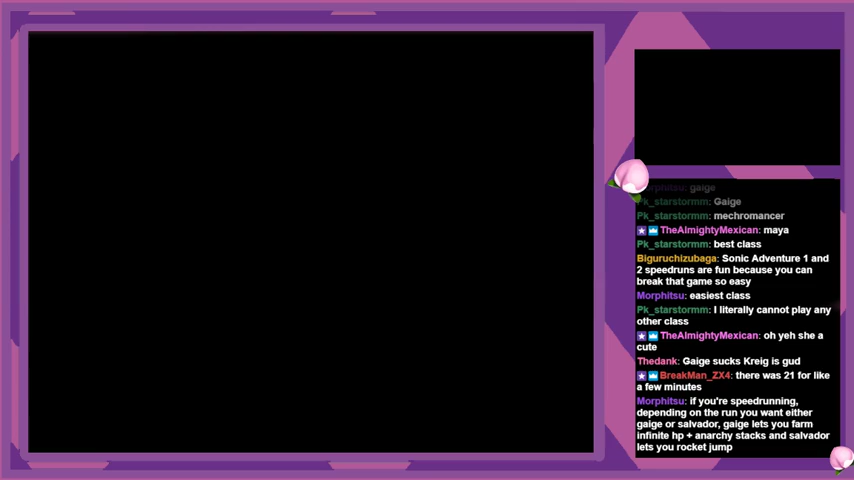 Morphitsu: gaige
Pk_starstormm: Gaige
Pk_starstormm: mechromancer
TheAlmightyMexican: maya
Pk_starstormm: best class
Biguruchizubaga: Sonic Adventure 1 and
2 speedruns are fun because you can
break that game so easy
Morphitsu: easiest class
Pk_starstormm: I literally cannot play any
other class
TheAlmightyMexican: oh yeh she a
cute
Thedank: Gaige sucks Kreig is gud
BreakMan_ZX4: there was 21 for like
a few minutes
Morphitsu: if you're speedrunning,
depending on the run you want either
gaige or salvador, gaige lets you farm
infinite hp + anarchy stacks and salvador
lets you rocket jump